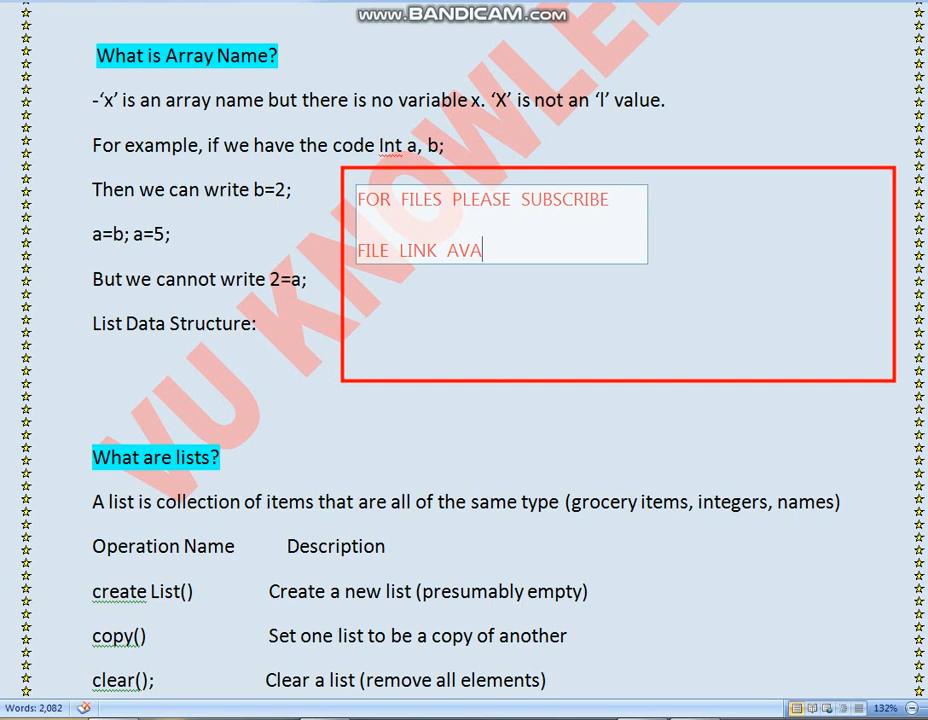 www.BANDICAM.com
What is Array Name?
-‘x’ is an array name but there is no variable x. ‘X’ is not an ‘l’ value.
For example, if we have the code Int a, b;
Then we can write b=2;
FOR FILES PLEASE SUBSCRIBE
a=b; a=5;
FILE LINK AVA
But we cannot write 2=a;
List Data Structure:
VU KNOWLE
What are lists?
A list is collection of items that are all of the same type (grocery items, integers, names)
Operation Name Description
create List() Create a new list (presumably empty)
copy() Set one list to be a copy of another
clear(); Clear a list (remove all elements)
Words: 2,082 132%